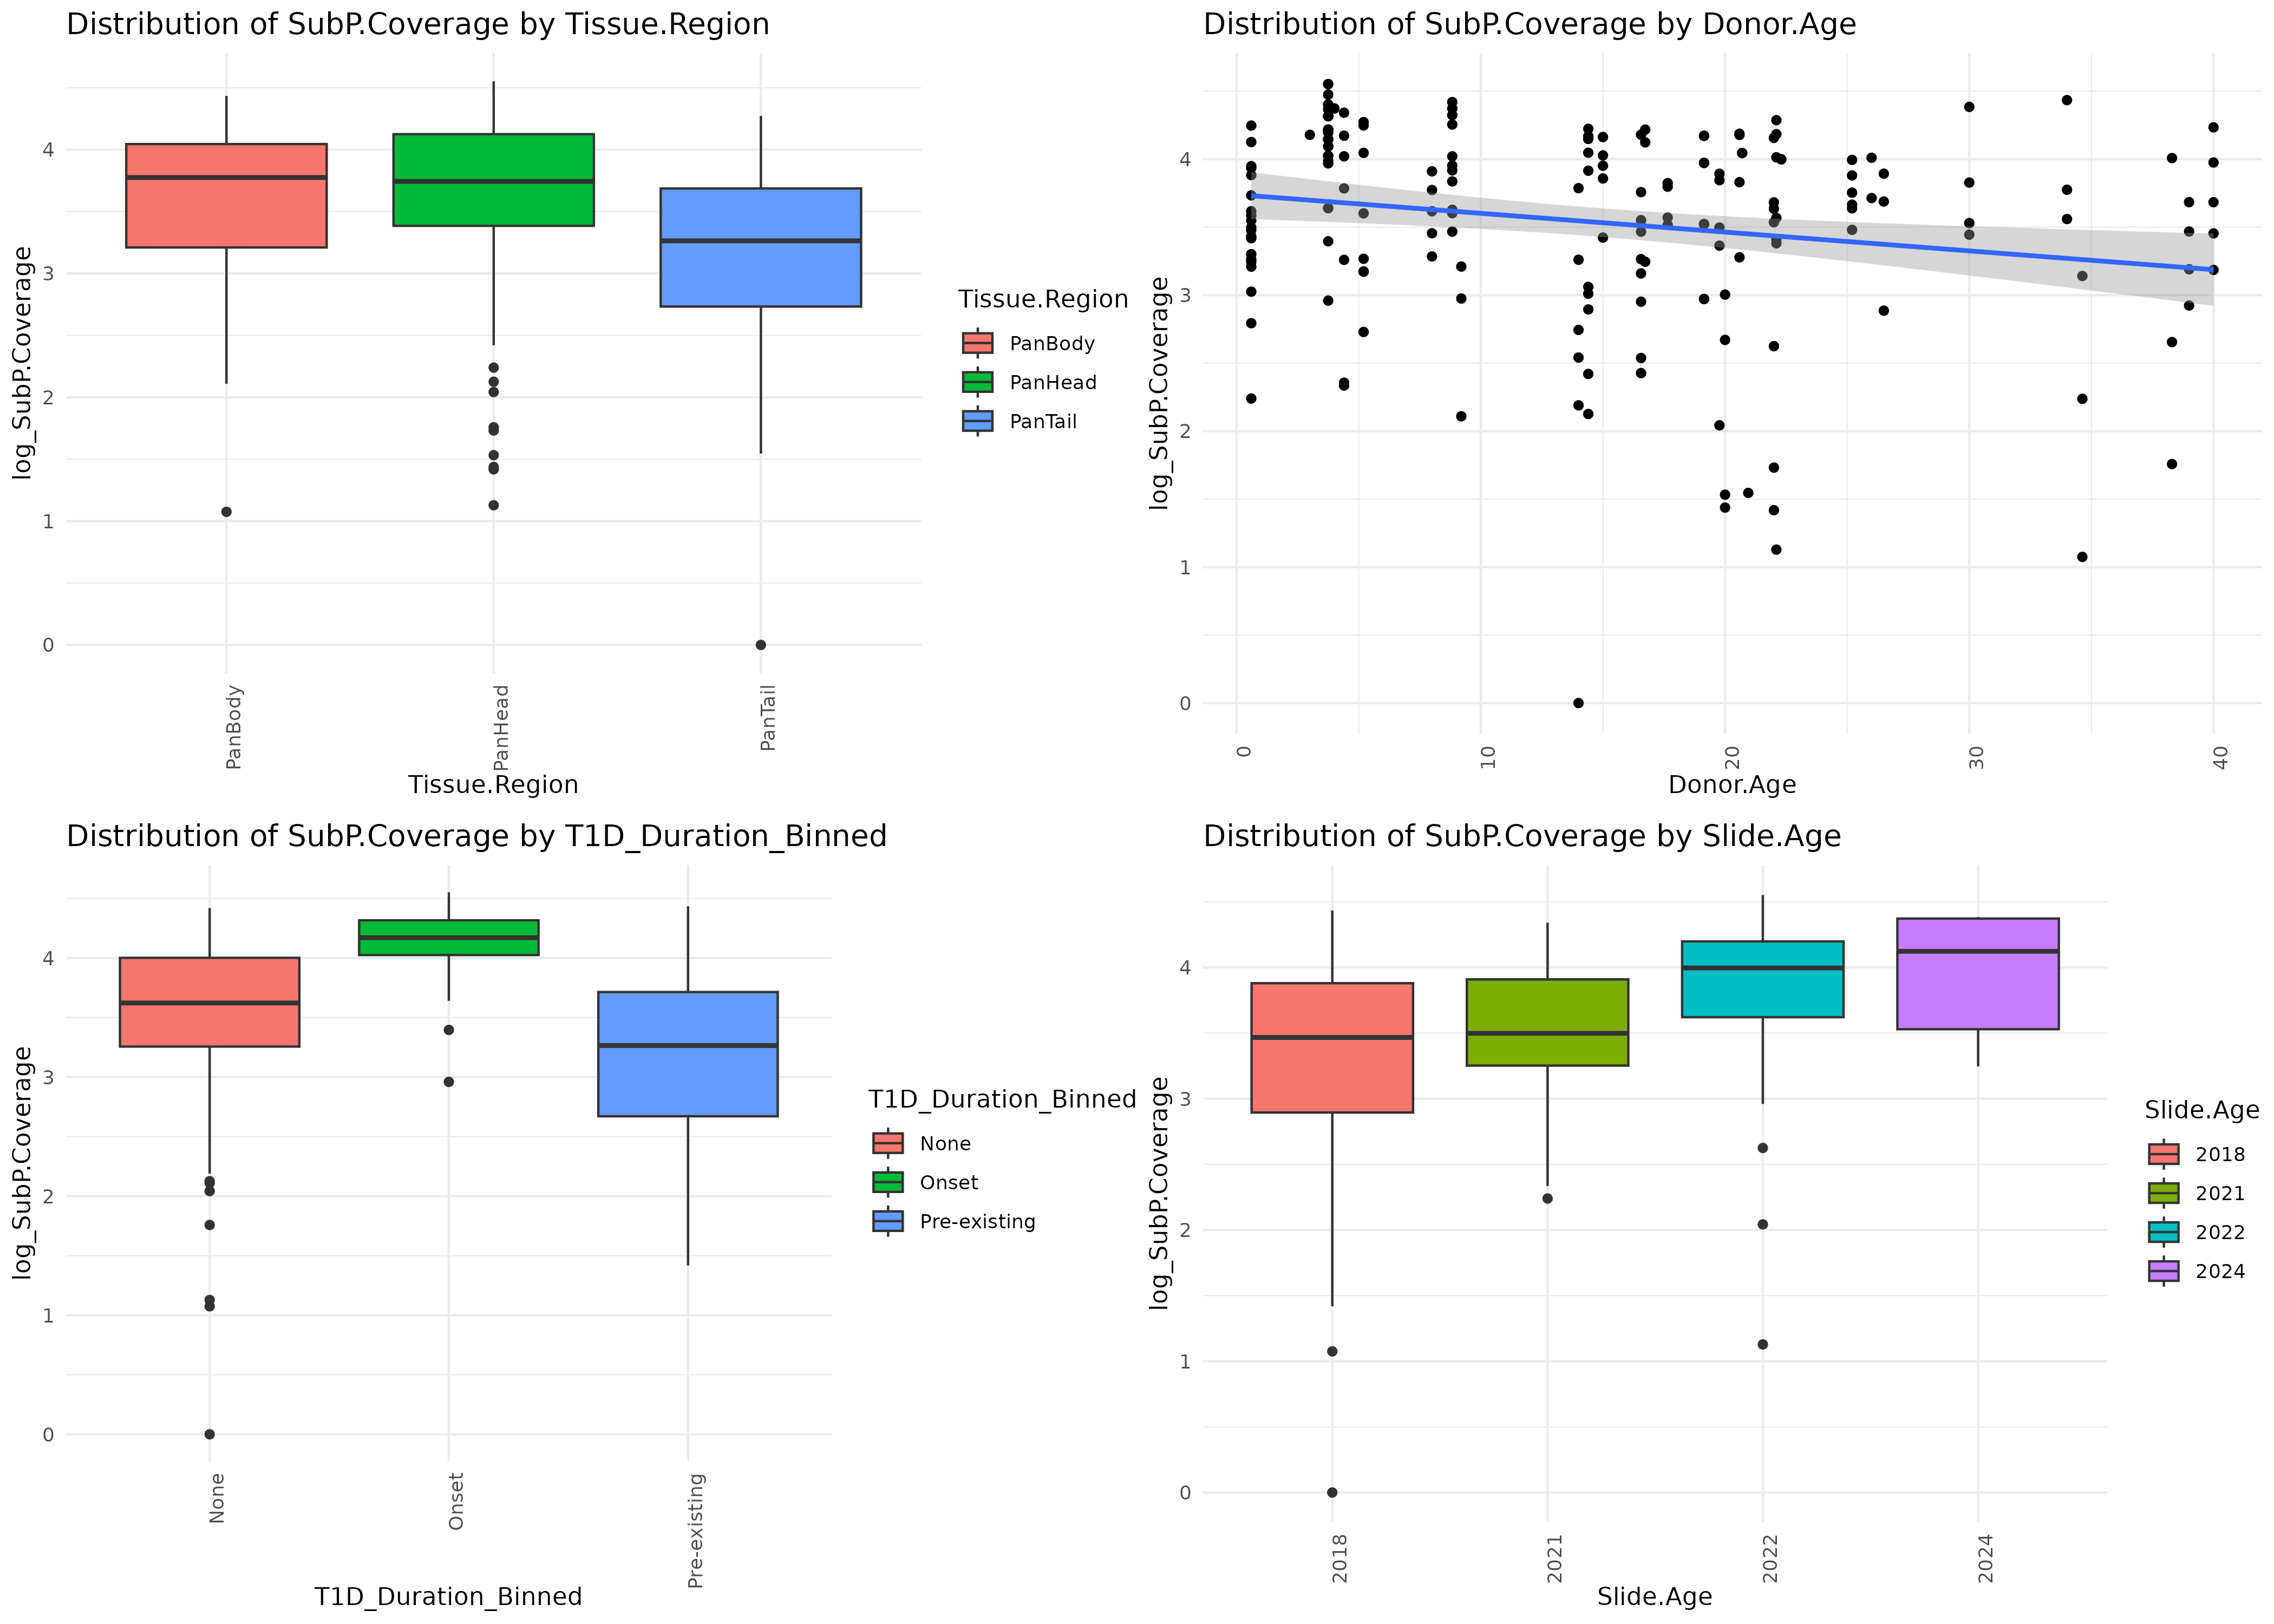 Distribution of SubP.Coverage by Tissue.Region
log_SubP.Coverage
4
3
2
1
0
PanBody
PanHead
PanTail
Tissue.Region
Tissue.Region
PanBody
PanHead
PanTail
Distribution of SubP.Coverage by Donor.Age
log_SubP.Coverage
4
3
2
1
0
0
10
20
30
40
Donor.Age
Distribution of SubP.Coverage by T1D_Duration_Binned
log_SubP.Coverage
4
3
2
1
0
None
Onset
Pre-existing
T1D_Duration_Binned
T1D_Duration_Binned
None
Onset
Pre-existing
Distribution of SubP.Coverage by Slide.Age
log_SubP.Coverage
4
3
2
1
0
2018
2021
2022
2024
Slide.Age
Slide.Age
2018
2021
2022
2024